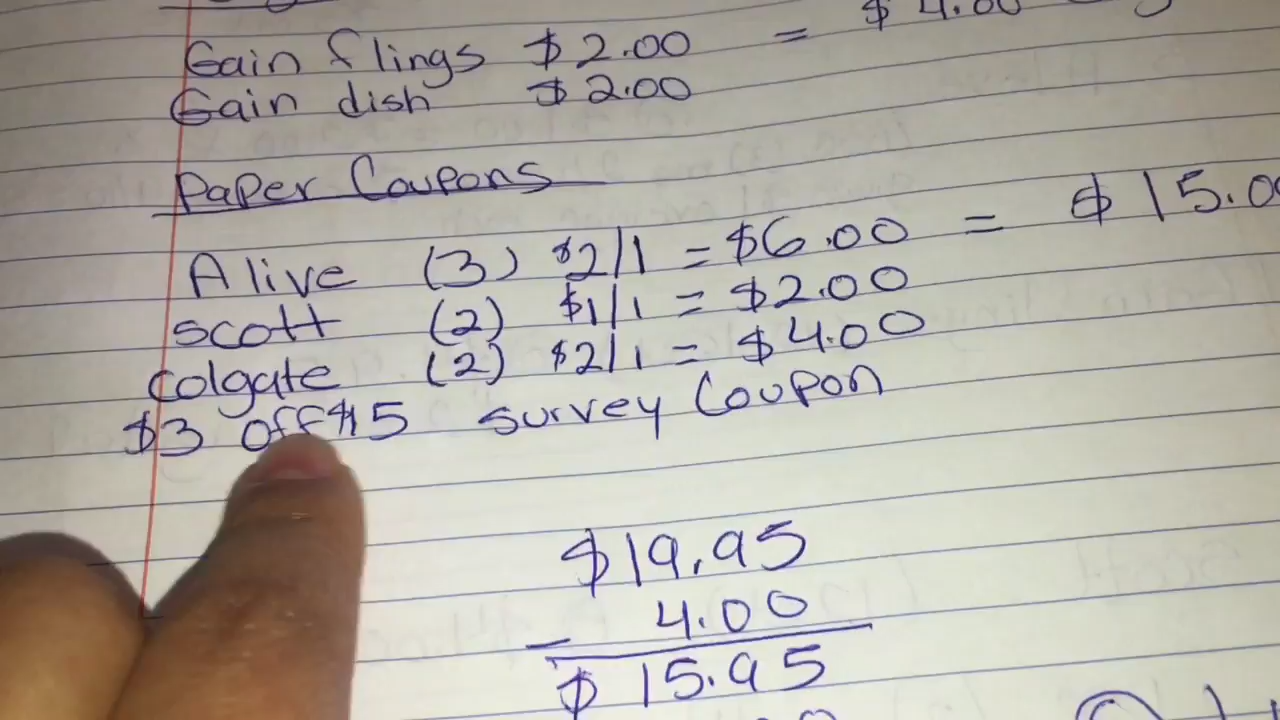 Gain flings $2.00 = $4.00
Gain dish $2.00
Paper Coupons
Alive (3) $2/1 = $6.00 = $15.00
Scott (2) $1/1 = $2.00
Colgate (2) $2/1 = $4.00
$3 off $15 survey Coupon
$19.95
- 4.00
$15.95